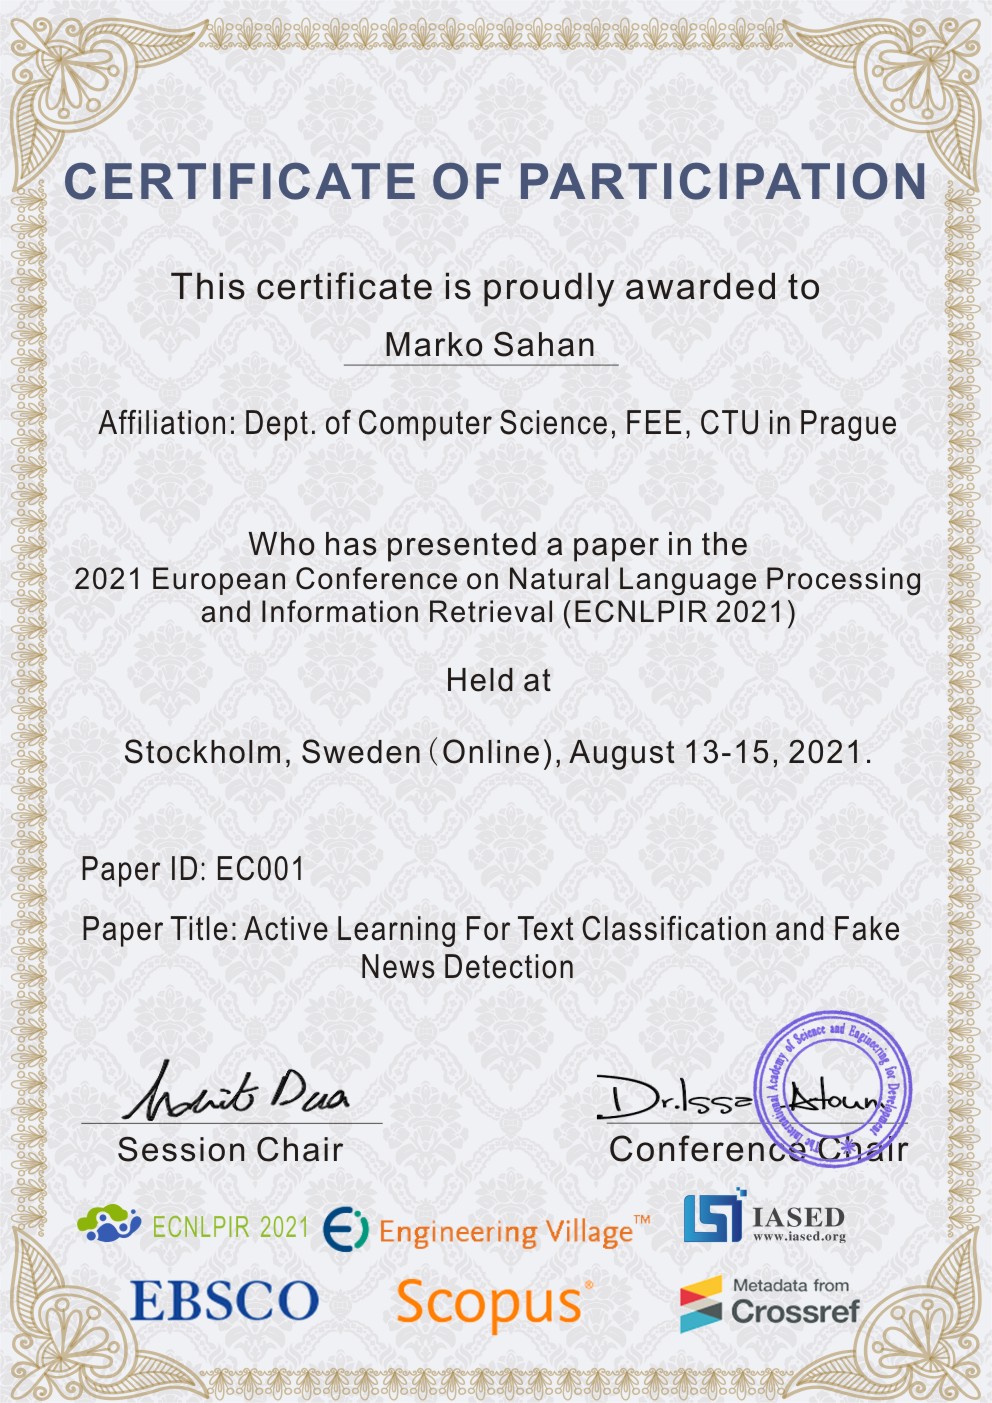 CERTIFICATE OF PARTICIPATION
This certificate is proudly awarded to
Marko Sahan
Affiliation: Dept. of Computer Science, FEE, CTU in Prague
Who has presented a paper in the
2021 European Conference on Natural Language Processing
and Information Retrieval (ECNLPIR 2021)
Held at
Stockholm, Sweden（Online), August 13-15, 2021.
Paper ID: EC001
Paper Title: Active Learning For Text Classification and Fake
News Detection
The International Academy of Science and Engineering for Development
Mohit Dua
Dr.Issa Atoum
Session Chair
Conference Chair
ECNLPIR 2021
Ei Engineering Village™
IASED
www.iased.org
EBSCO
Scopus®
Metadata from
Crossref